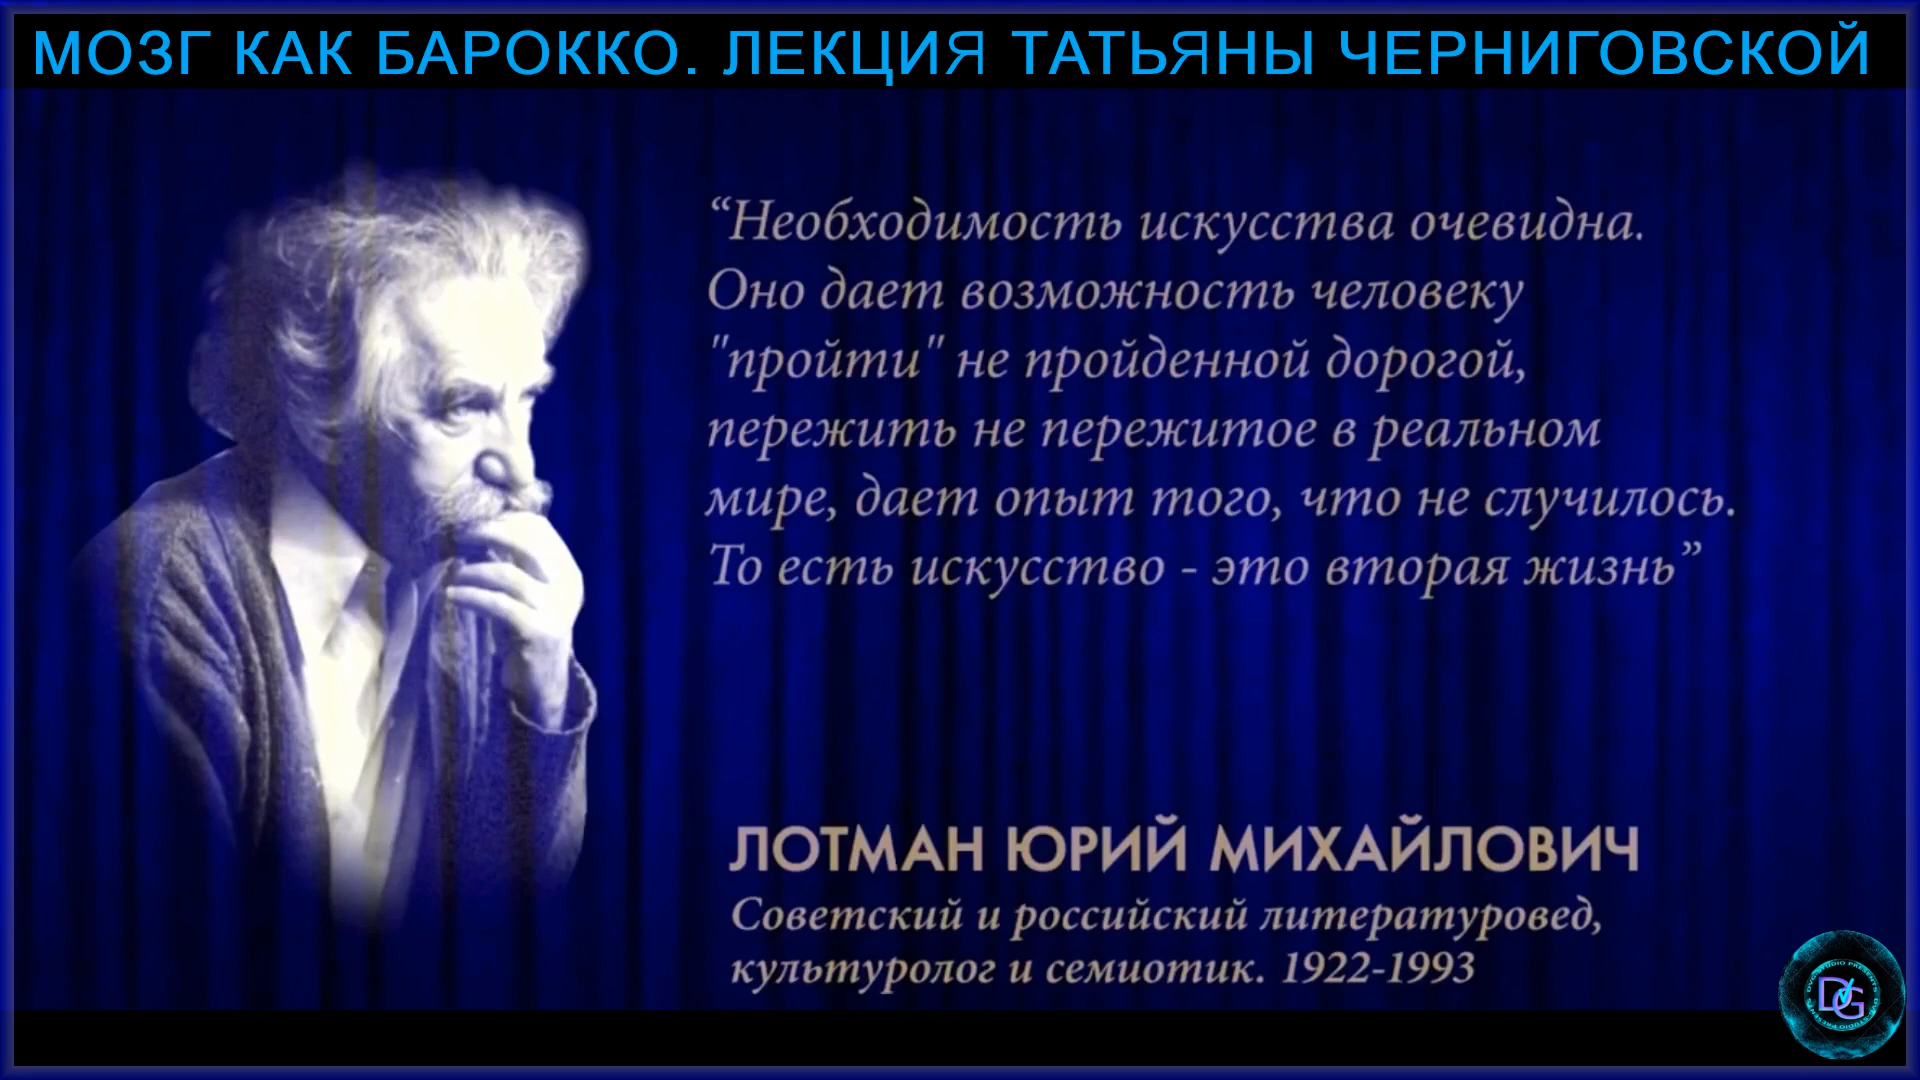 МОЗГ КАК БАРОККО. ЛЕКЦИЯ ТАТЬЯНЫ ЧЕРНИГОВСКОЙ
“Необходимость искусства очевидна.
Оно дает возможность человеку
"пройти" не пройденной дорогой,
пережить не пережитое в реальном
мире, дает опыт того, что не случилось.
То есть искусство - это вторая жизнь”
ЛОТМАН ЮРИЙ МИХАЙЛОВИЧ
Советский и российский литературовед,
культуролог и семиотик. 1922-1993